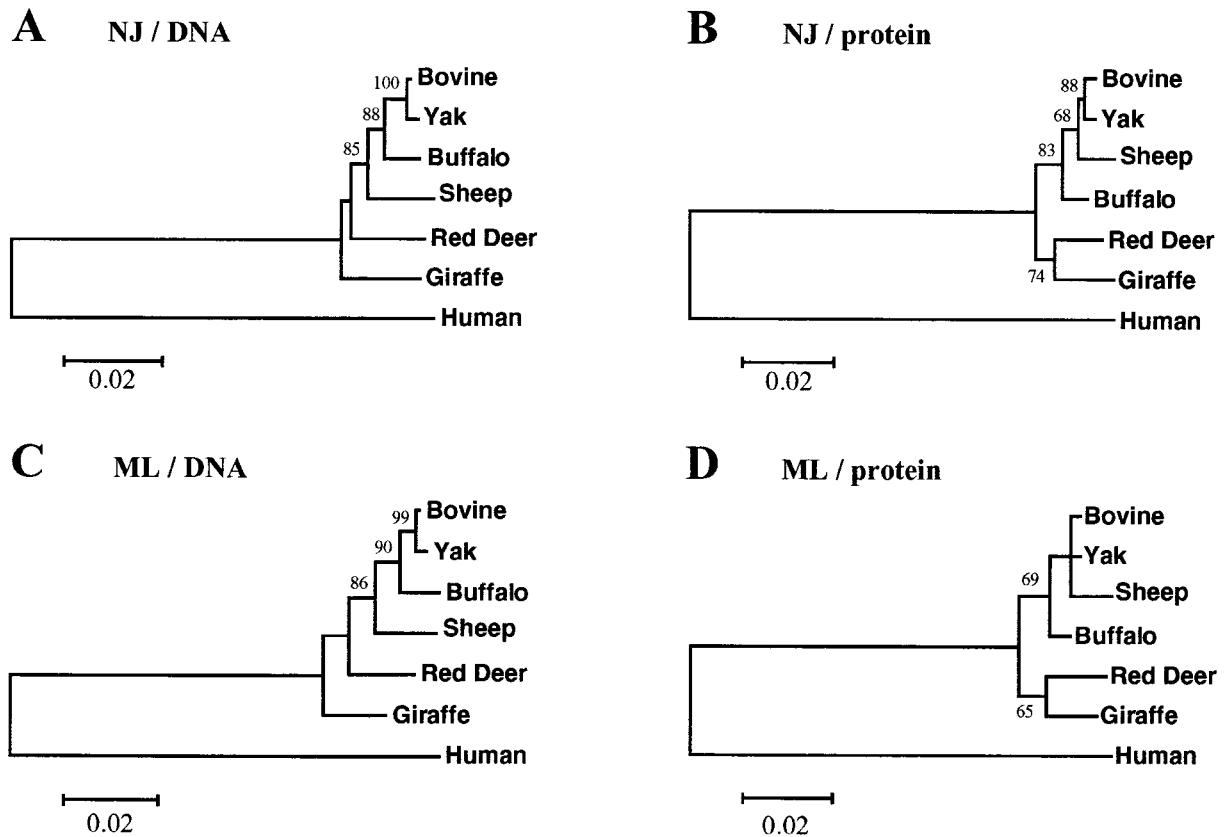 A NJ / DNA
100
Bovine
88
Yak
85
Buffalo
Sheep
Red Deer
Giraffe
Human
0.02
B NJ / protein
88
Bovine
68
Yak
83
Sheep
Buffalo
Red Deer
74
Giraffe
Human
0.02
C ML / DNA
99
Bovine
90
Yak
86
Buffalo
Sheep
Red Deer
Giraffe
Human
0.02
D ML / protein
Bovine
Yak
69
Sheep
Buffalo
Red Deer
65
Giraffe
Human
0.02